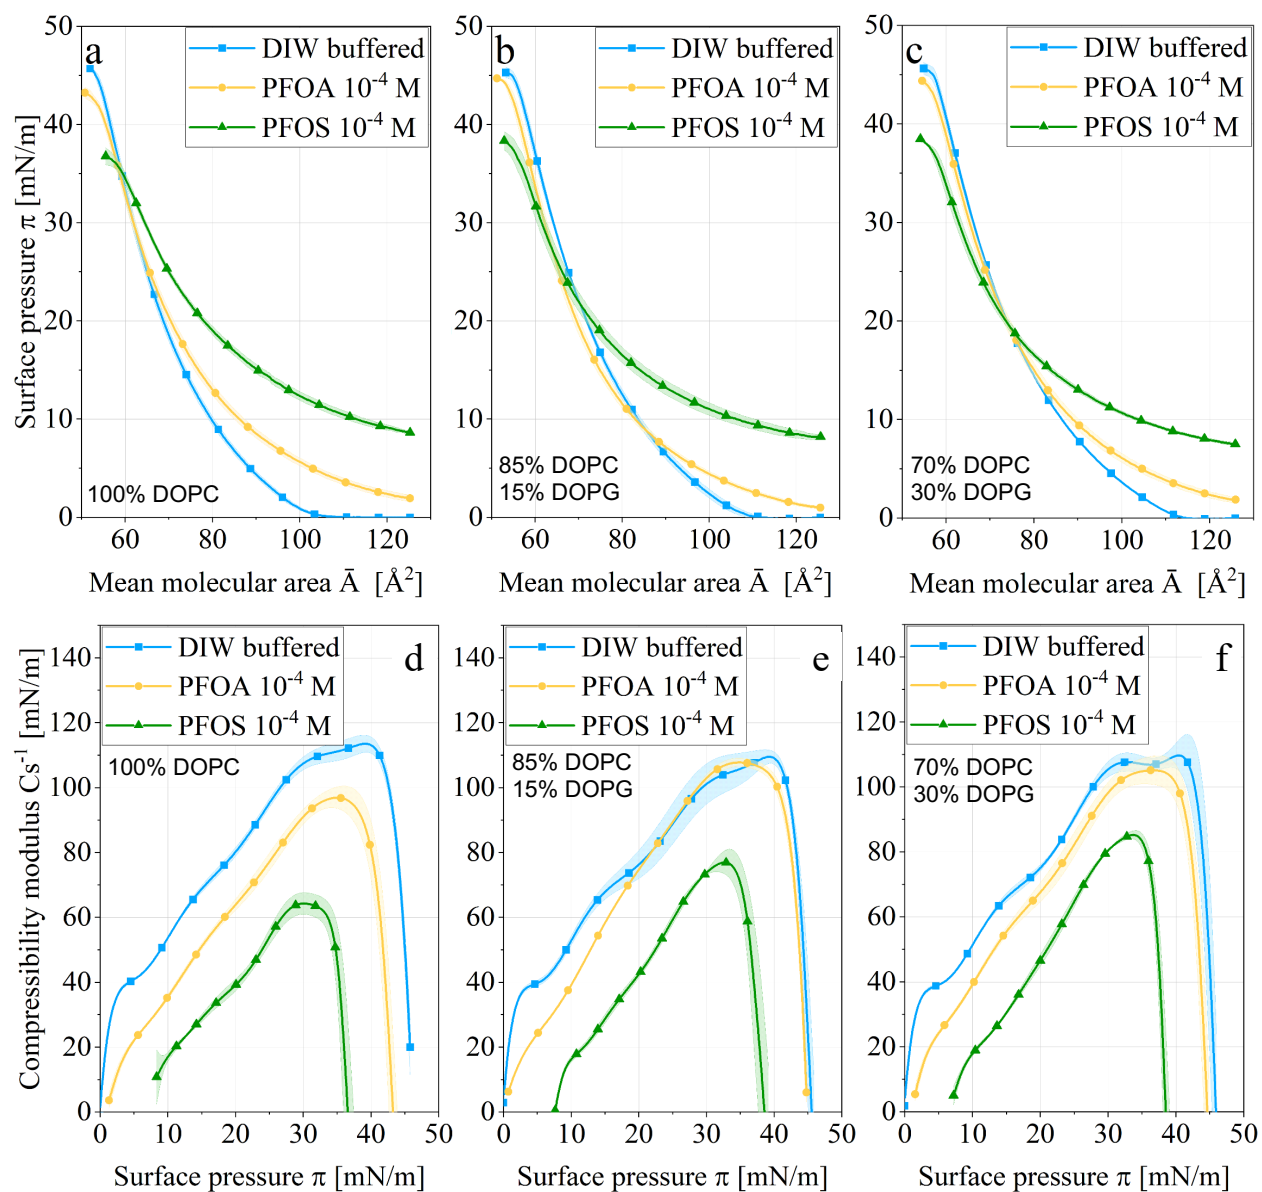 a
DIW buffered
PFOA 10⁻⁴ M
PFOS 10⁻⁴ M
100% DOPC
50
40
30
20
10
0
60 80 100 120
Surface pressure π [mN/m]
Mean molecular area Ā [Å²]
b
DIW buffered
PFOA 10⁻⁴ M
PFOS 10⁻⁴ M
85% DOPC
15% DOPG
50
40
30
20
10
0
60 80 100 120
Mean molecular area Ā [Å²]
c
DIW buffered
PFOA 10⁻⁴ M
PFOS 10⁻⁴ M
70% DOPC
30% DOPG
50
40
30
20
10
0
60 80 100 120
Mean molecular area Ā [Å²]
d
DIW buffered
PFOA 10⁻⁴ M
PFOS 10⁻⁴ M
100% DOPC
140
120
100
80
60
40
20
0
0 10 20 30 40 50
Compressibility modulus Cs⁻¹ [mN/m]
Surface pressure π [mN/m]
e
DIW buffered
PFOA 10⁻⁴ M
PFOS 10⁻⁴ M
85% DOPC
15% DOPG
140
120
100
80
60
40
20
0
0 10 20 30 40 50
Surface pressure π [mN/m]
f
DIW buffered
PFOA 10⁻⁴ M
PFOS 10⁻⁴ M
70% DOPC
30% DOPG
140
120
100
80
60
40
20
0
0 10 20 30 40 50
Surface pressure π [mN/m]